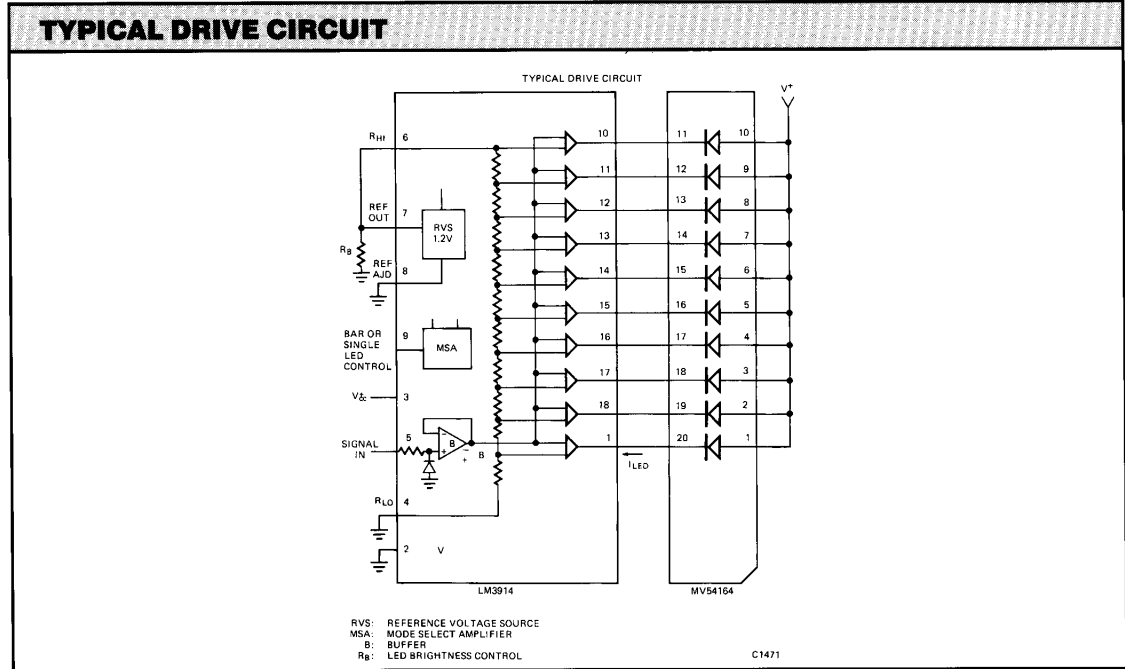 TYPICAL DRIVE CIRCUIT
TYPICAL DRIVE CIRCUIT
V+
RHI 6
10 11 10
11 12 9
REF
OUT
7
RVS
1.2V
12 13 8
RB
REF
AJD
8
13 14 7
14 15 6
15 16 5
BAR OR
SINGLE
LED
CONTROL
9
MSA
16 17 4
17 18 3
3
18 19 2
SIGNAL
IN
5
B
B
1 20 1
ILED
RLO 4
2 V
LM3914
MV54164
RVS: REFERENCE VOLTAGE SOURCE
MSA: MODE SELECT AMPLIFIER
B: BUFFER
RB: LED BRIGHTNESS CONTROL
C1471